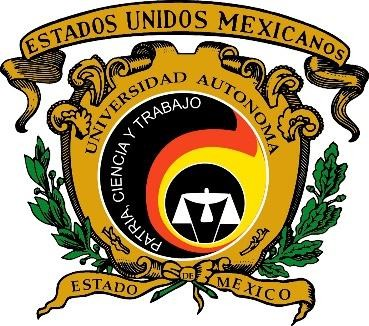 ESTADOS UNIDOS MEXICANOS
UNIVERSIDAD AUTONOMA
PATRIA, CIENCIA Y TRABAJO
ESTADO DE MEXICO